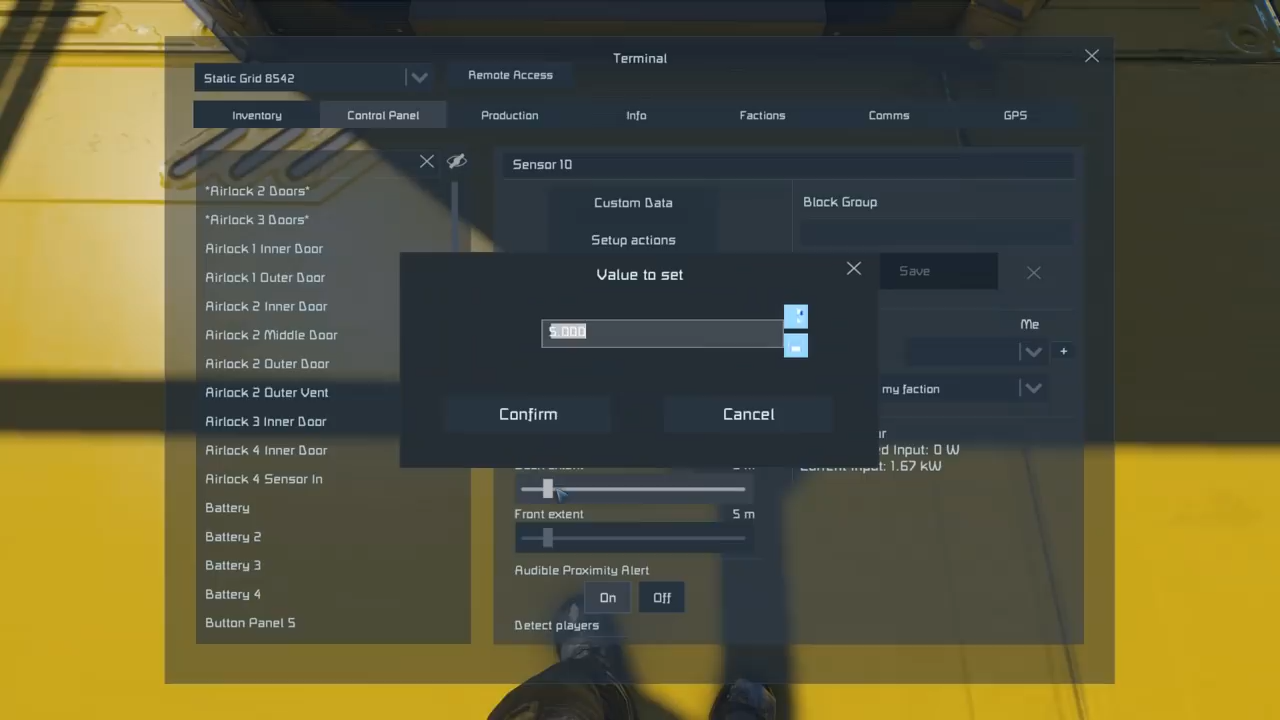 Terminal
Static Grid 8542
Remote Access
Inventory
Control Panel
Production
Info
Factions
Comms
GPS
*Airlock 2 Doors*
*Airlock 3 Doors*
Airlock 1 Inner Door
Airlock 1 Outer Door
Airlock 2 Inner Door
Airlock 2 Middle Door
Airlock 2 Outer Door
Airlock 2 Outer Vent
Airlock 3 Inner Door
Airlock 4 Inner Door
Airlock 4 Sensor In
Battery
Battery 2
Battery 3
Battery 4
Button Panel 5
Sensor 10
Custom Data
Setup actions
Block Group
Save
Me
+
my faction
Input: 0 W
Current Input: 1.67 kW
Value to set
5.000
Confirm
Cancel
Front extent
5 m
Audible Proximity Alert
On
Off
Detect players